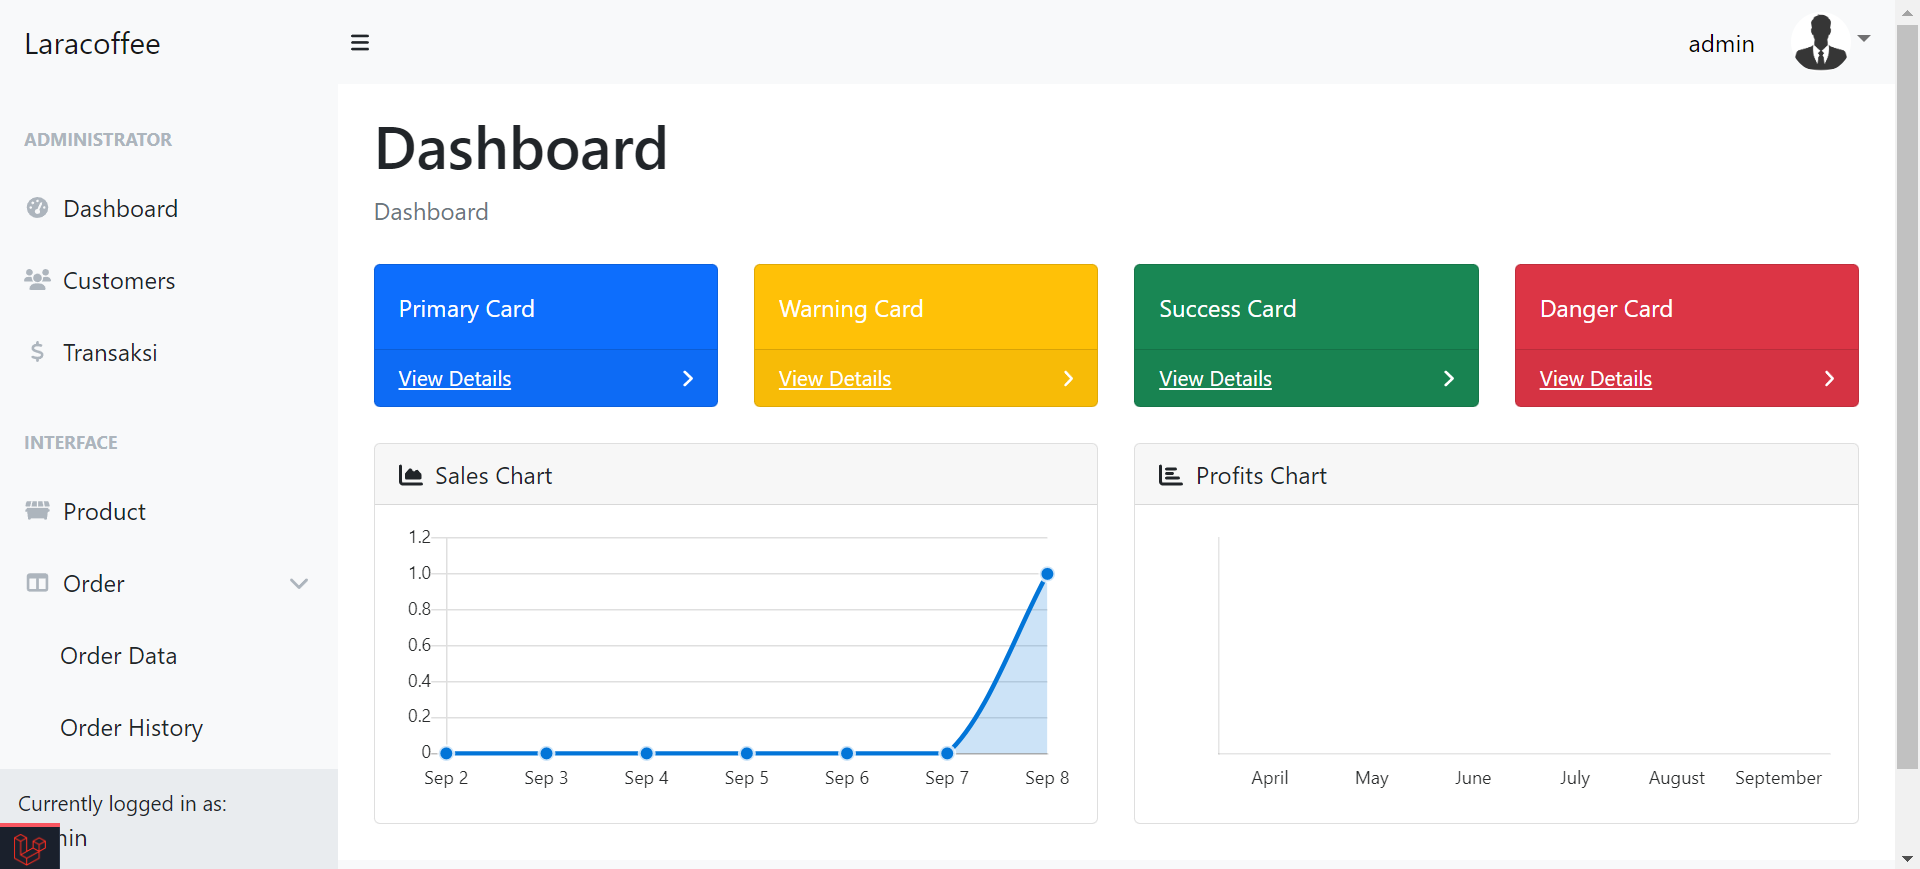 Laracoffee
admin
ADMINISTRATOR
Dashboard
Customers
Transaksi
INTERFACE
Product
Order
Order Data
Order History
Currently logged in as:
Dashboard
Dashboard
Primary Card
View Details
Warning Card
View Details
Success Card
View Details
Danger Card
View Details
Sales Chart
1.2
1.0
0.8
0.6
0.4
0.2
0
Sep 2 Sep 3 Sep 4 Sep 5 Sep 6 Sep 7 Sep 8
Profits Chart
April May June July August September